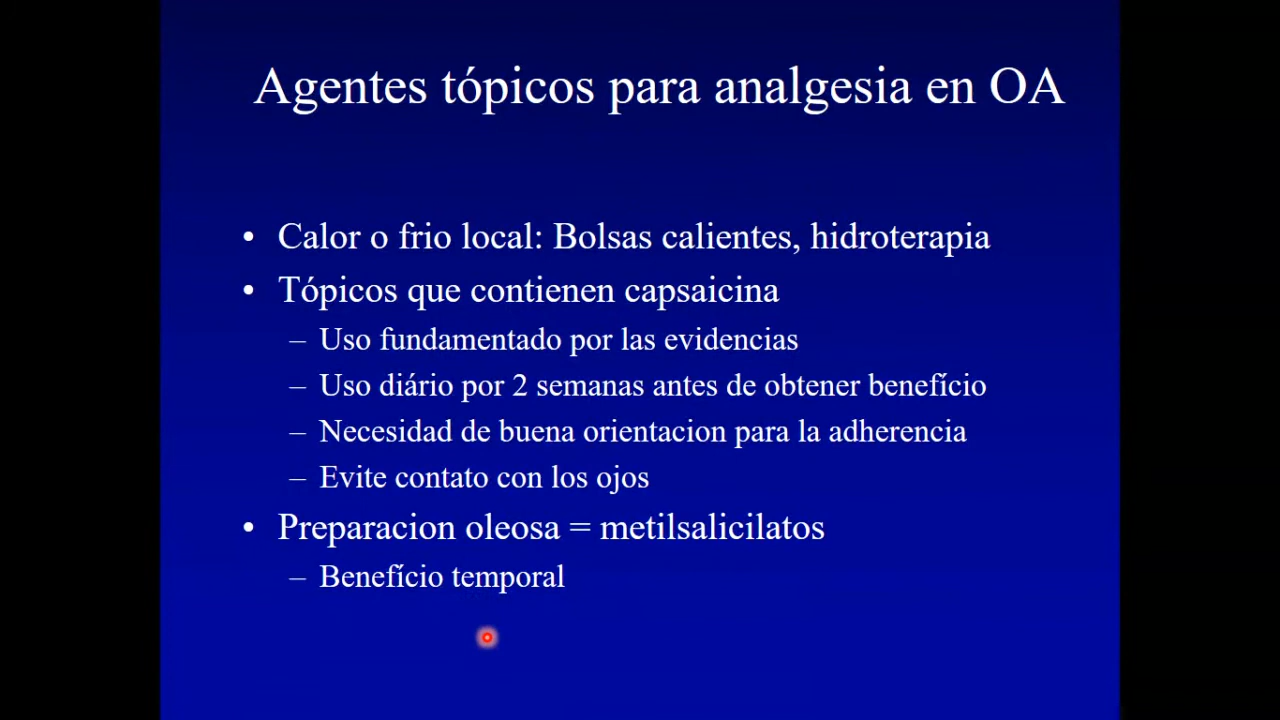 Agentes tópicos para analgesia en OA
• Calor o frio local: Bolsas calientes, hidroterapia
• Tópicos que contienen capsaicina
– Uso fundamentado por las evidencias
– Uso diário por 2 semanas antes de obtener benefício
– Necesidad de buena orientacion para la adherencia
– Evite contato con los ojos
• Preparacion oleosa = metilsalicilatos
– Benefício temporal